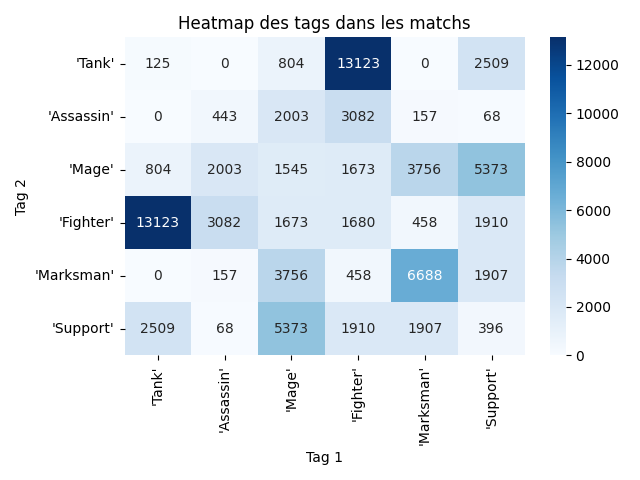 Heatmap des tags dans les matchs
'Tank' 125 0 804 13123 0 2509
'Assassin' 0 443 2003 3082 157 68
'Mage' 804 2003 1545 1673 3756 5373
'Fighter' 13123 3082 1673 1680 458 1910
'Marksman' 0 157 3756 458 6688 1907
'Support' 2509 68 5373 1910 1907 396
'Tank' 'Assassin' 'Mage' 'Fighter' 'Marksman' 'Support'
Tag 1
Tag 2
12000
10000
8000
6000
4000
2000
0